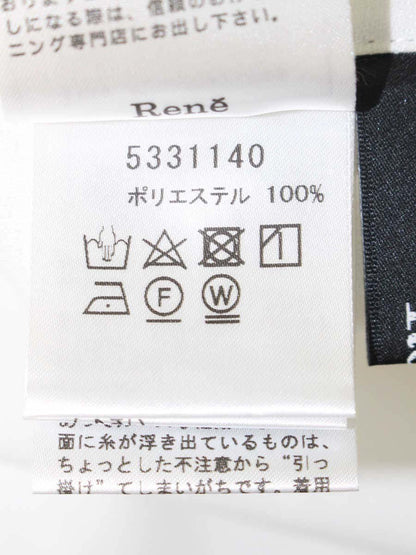 しになる際は、信頼のおけ
ニング専門店にお出し下さい。
René
5331140
ポリエステル 100%
F
W
面に糸が浮き出ているものは、
ちょっとした不注意から“引っ
掛け”てしまいがちです。着用